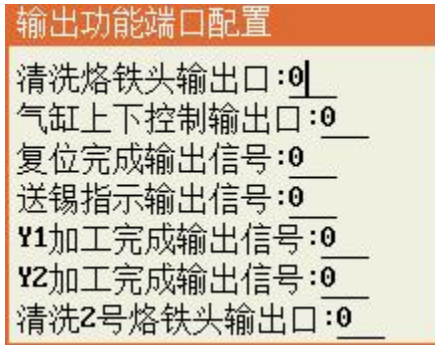 输出功能端口配置
清洗烙铁头输出口:0
气缸上下控制输出口:0
复位完成输出信号:0
送锡指示输出信号:0
Y1加工完成输出信号:0
Y2加工完成输出信号:0
清洗2号烙铁头输出口:0